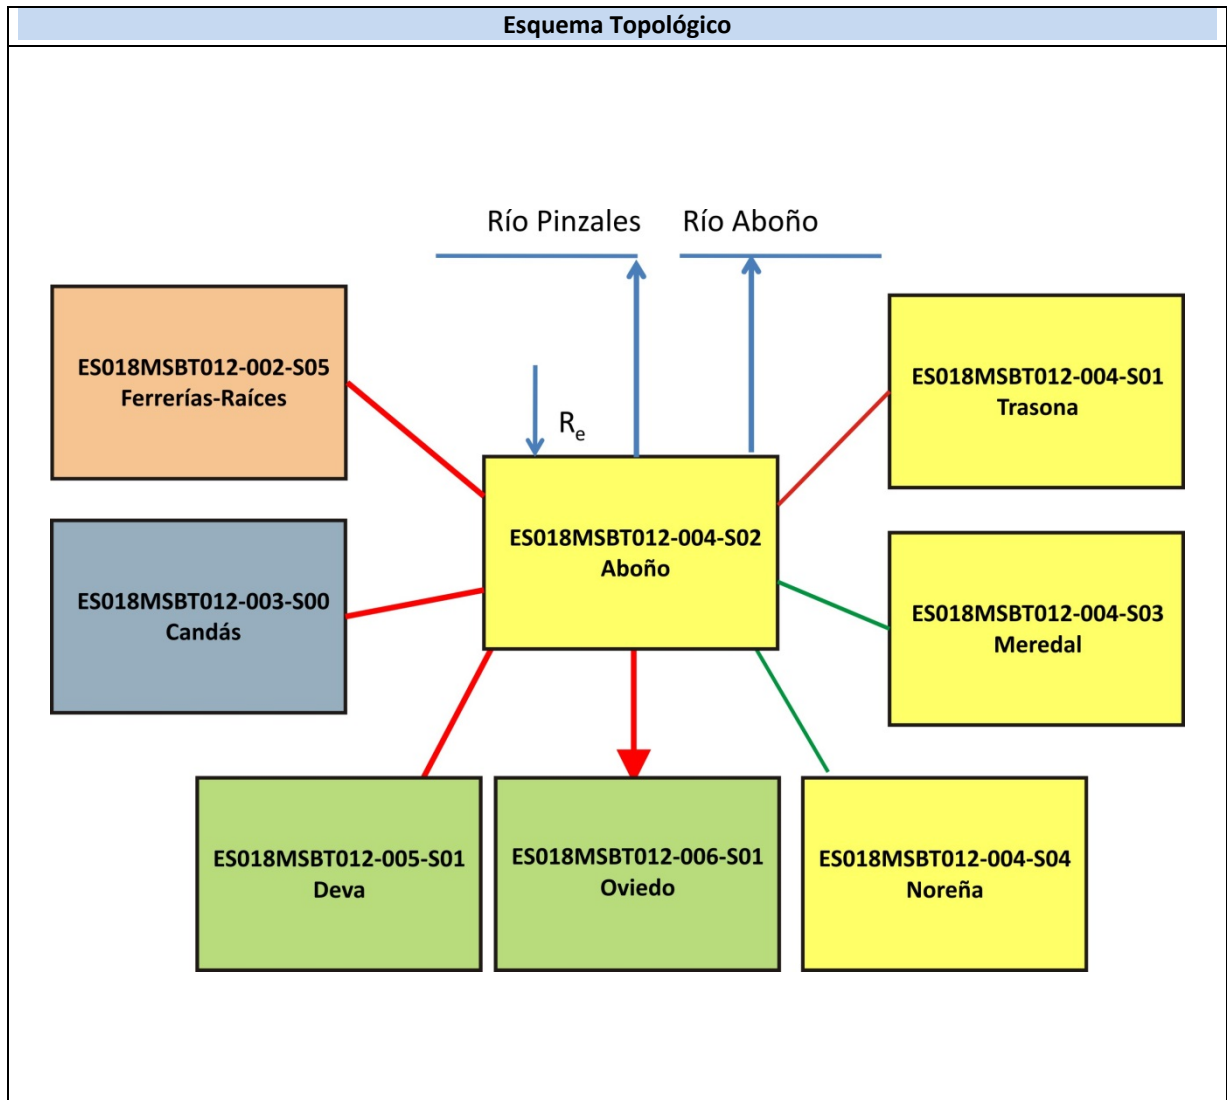 Esquema Topológico
Río Pinzales
Río Aboño
ES018MSBT012-002-S05
Ferrerías-Raíces
ES018MSBT012-004-S01
Trasona
Re
ES018MSBT012-004-S02
Aboño
ES018MSBT012-003-S00
Candás
ES018MSBT012-004-S03
Meredal
ES018MSBT012-005-S01
Deva
ES018MSBT012-006-S01
Oviedo
ES018MSBT012-004-S04
Noreña